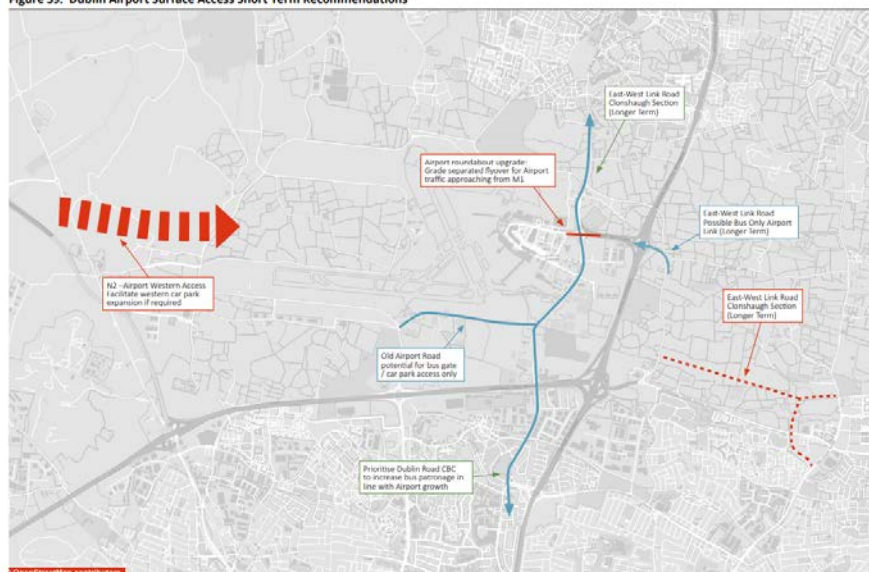 Figure 39: Dublin Airport Surface Access Short Term Recommendations
East-West Link Road
Clonshaugh Section
(Longer Term)
Airport roundabout upgrade:
Grade separated flyover for Airport
traffic approaching from M1
East-West Link Road
Possible Bus Only Airport
Link (Longer Term)
N2 - Airport Western Access
Facilitate western car park
expansion if required
East-West Link Road
Clonshaugh Section
(Longer Term)
Old Airport Road
potential for bus gate
/ car park access only
Prioritise Dublin Road CBC
to increase bus patronage in
line with Airport growth
OpenStreetMap contributors